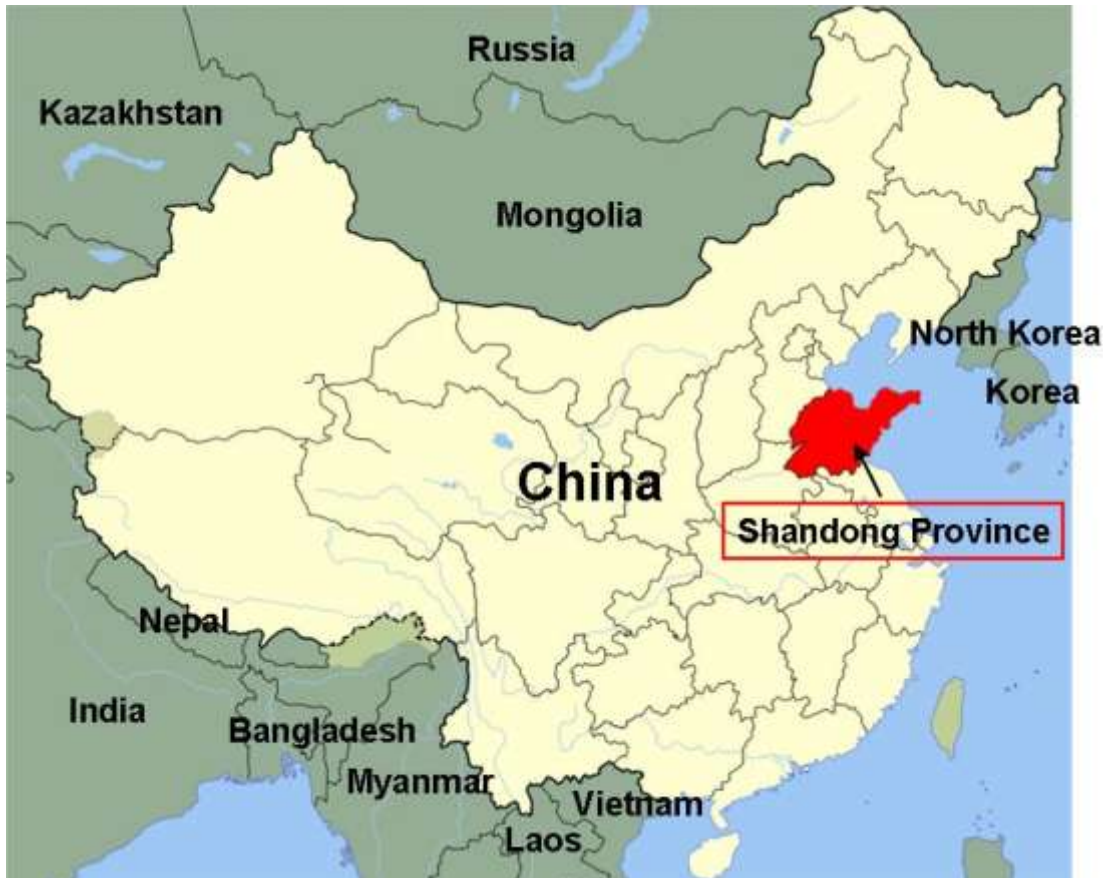 Russia
Kazakhstan
Mongolia
North Korea
Korea
China
Shandong Province
Nepal
India
Bangladesh
Myanmar
Vietnam
Laos